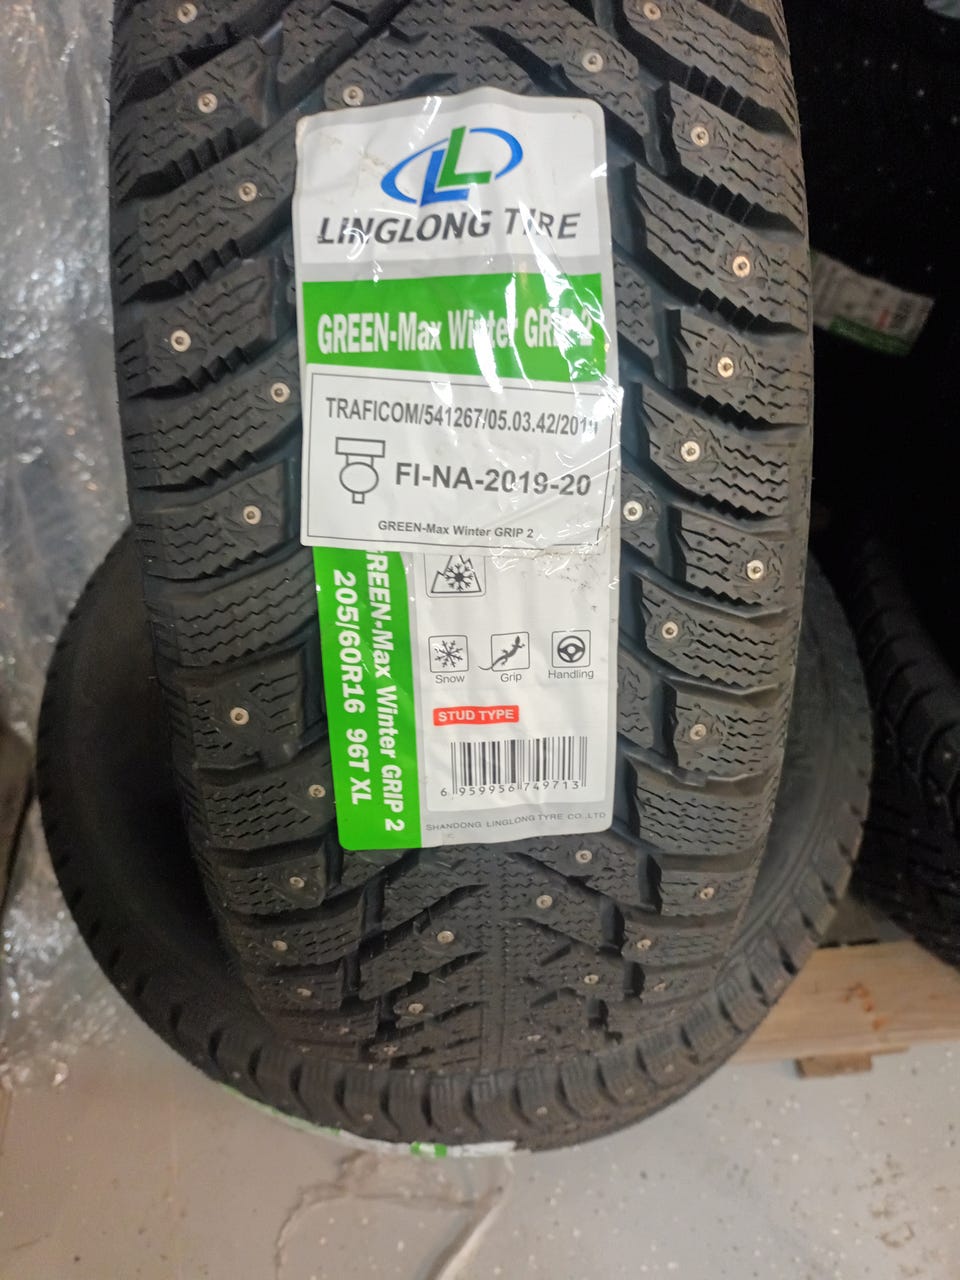 LINGLONG TIRE
GREEN-Max Winter GRIP 2
TRAFICOM/541267/05.03.42/2019
FI-NA-2019-20
GREEN-Max Winter GRIP 2
GREEN-Max Winter GRIP 2
205/60R16 96T XL
Snow
Grip
Handling
STUD TYPE
6 959956 749713
SHANDONG LINGLONG TYRE CO.,LTD